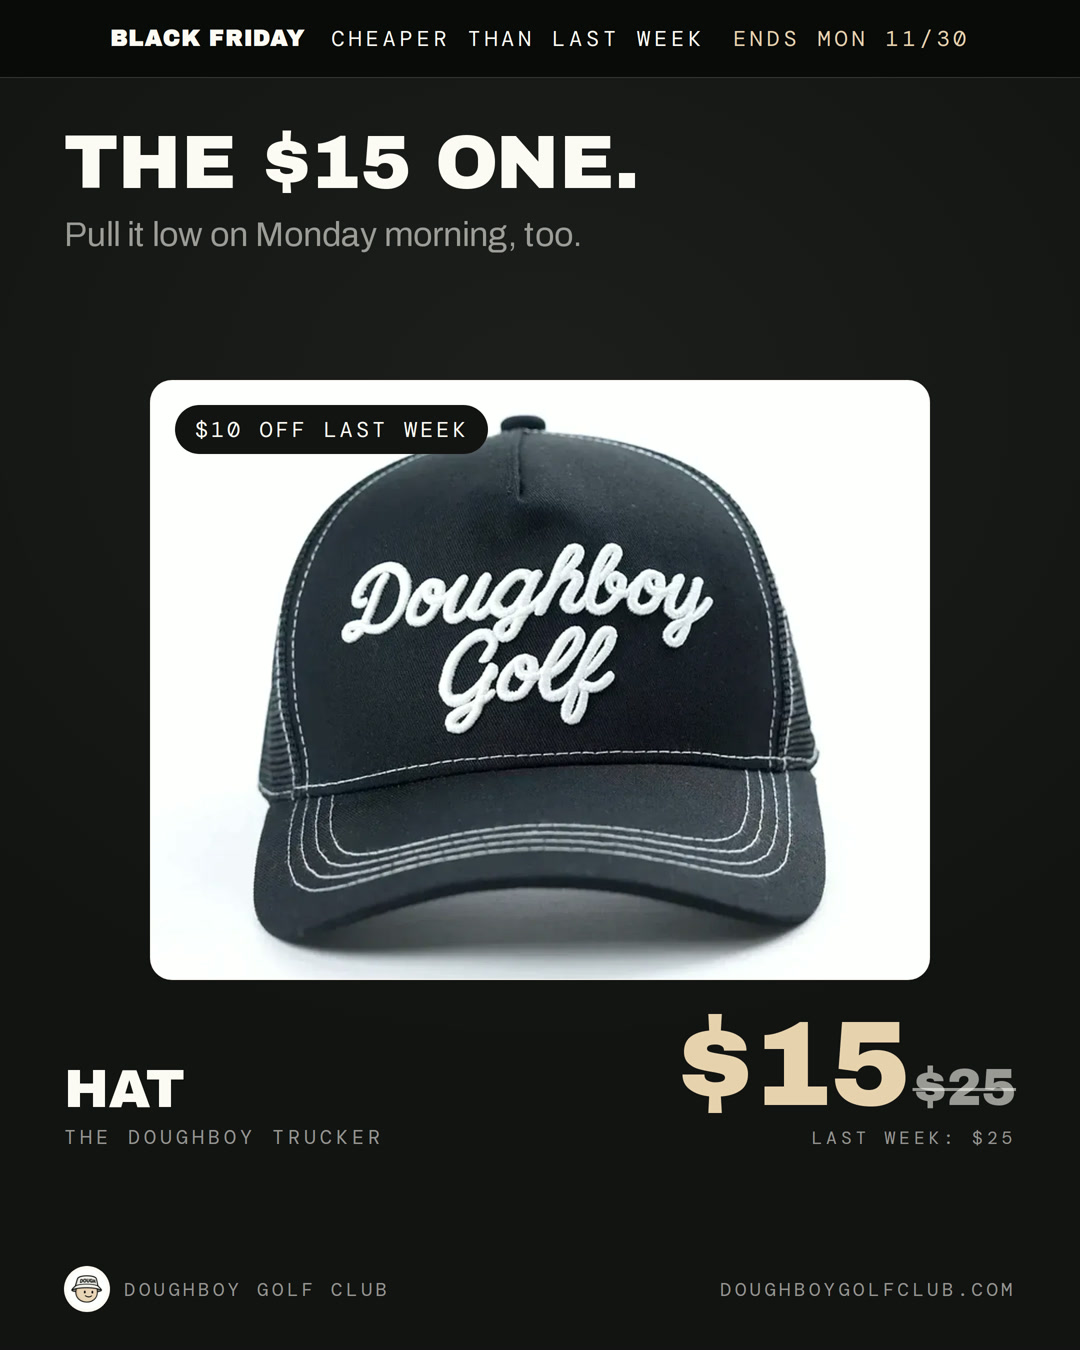 BLACK FRIDAY CHEAPER THAN LAST WEEK ENDS MON 11/30
THE $15 ONE.
Pull it low on Monday morning, too.
$10 OFF LAST WEEK
Doughboy
Golf
HAT
THE DOUGHBOY TRUCKER
$15 $25
LAST WEEK: $25
DOUGH
DOUGHBOY GOLF CLUB
DOUGHBOYGOLFCLUB.COM